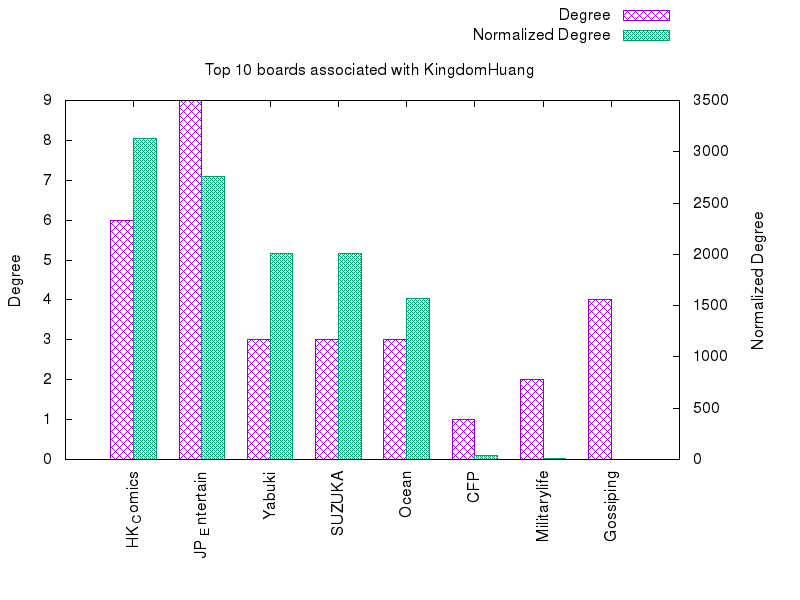 Degree
Normalized Degree
Top 10 boards associated with KingdomHuang
9
8
7
6
5
4
3
2
1
0
Degree
3500
3000
2500
2000
1500
1000
500
0
Normalized Degree
HKComics
JPEntertain
Yabuki
SUZUKA
Ocean
CFP
Militarylife
Gossiping